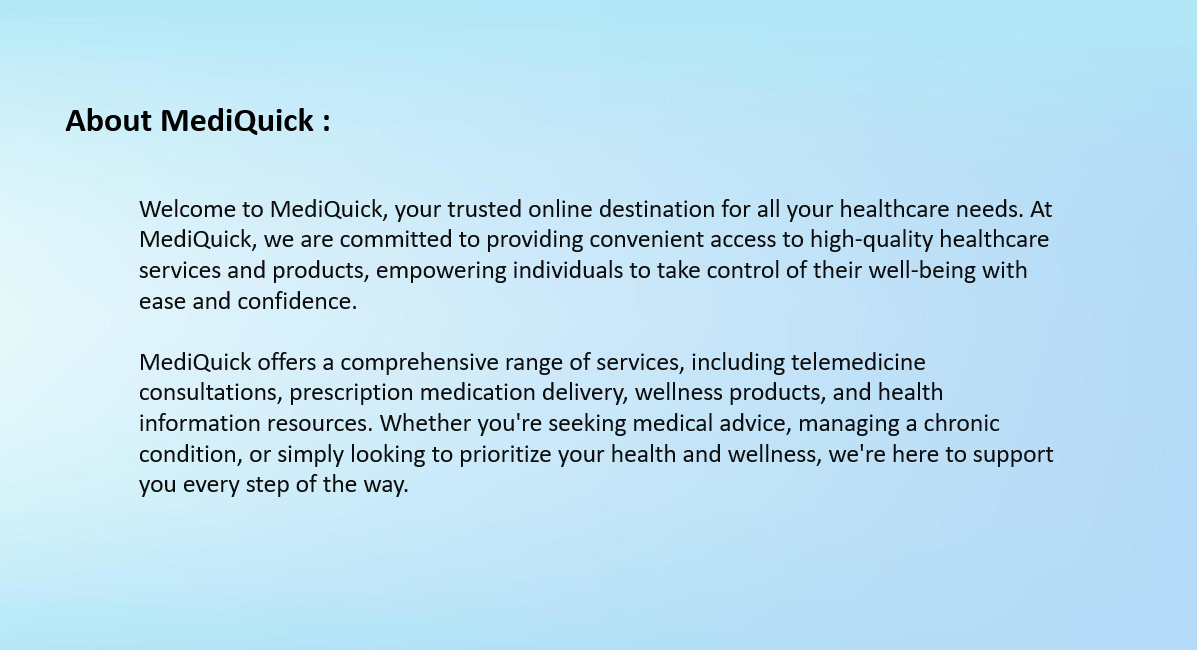 About MediQuick :
Welcome to MediQuick, your trusted online destination for all your healthcare needs. At
MediQuick, we are committed to providing convenient access to high-quality healthcare
services and products, empowering individuals to take control of their well-being with
ease and confidence.
MediQuick offers a comprehensive range of services, including telemedicine
consultations, prescription medication delivery, wellness products, and health
information resources. Whether you're seeking medical advice, managing a chronic
condition, or simply looking to prioritize your health and wellness, we're here to support
you every step of the way.